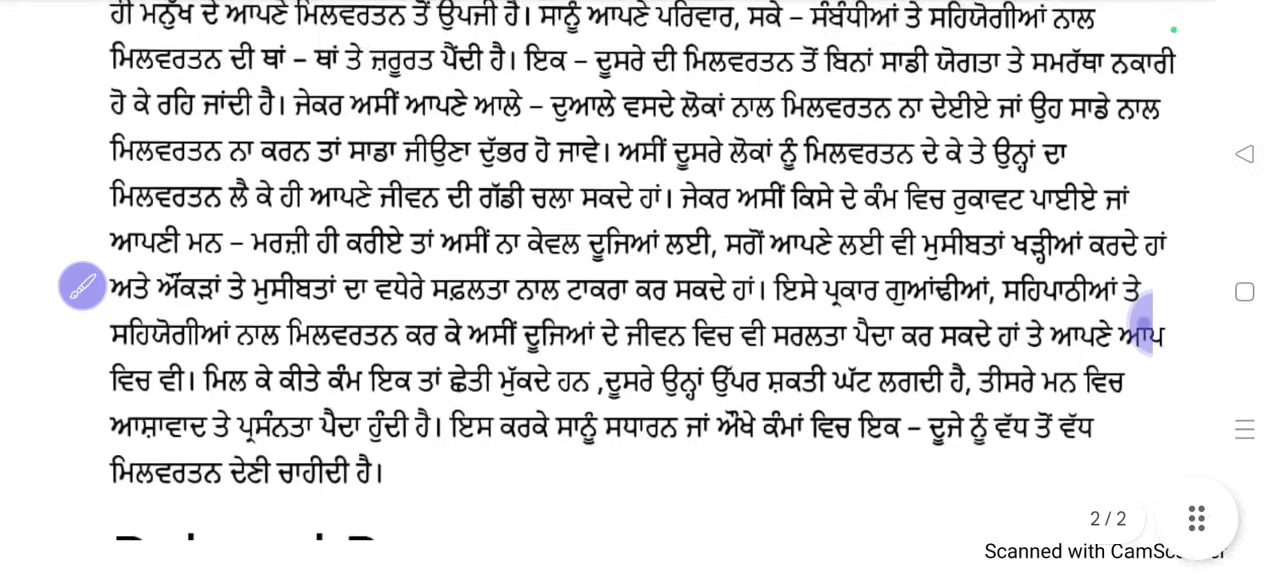 ਹੀ ਮਨੁੱਖ ਦੇ ਆਪਣੇ ਮਿਲਵਰਤਨ ਤੋਂ ਉਪਜੀ ਹੈ। ਸਾਨੂੰ ਆਪਣੇ ਪਰਿਵਾਰ, ਸਕੇ – ਸੰਬੰਧੀਆਂ ਤੇ ਸਹਿਯੋਗੀਆਂ ਨਾਲ
ਮਿਲਵਰਤਨ ਦੀ ਥਾਂ – ਥਾਂ ਤੇ ਜ਼ਰੂਰਤ ਪੈਂਦੀ ਹੈ। ਇਕ – ਦੂਸਰੇ ਦੀ ਮਿਲਵਰਤਨ ਤੋਂ ਬਿਨਾਂ ਸਾਡੀ ਯੋਗਤਾ ਤੇ ਸਮਰੱਥਾ ਨਕਾਰੀ
ਹੋ ਕੇ ਰਹਿ ਜਾਂਦੀ ਹੈ। ਜੇਕਰ ਅਸੀਂ ਆਪਣੇ ਆਲੇ – ਦੁਆਲੇ ਵਸਦੇ ਲੋਕਾਂ ਨਾਲ ਮਿਲਵਰਤਨ ਨਾ ਦੇਈਏ ਜਾਂ ਉਹ ਸਾਡੇ ਨਾਲ
ਮਿਲਵਰਤਨ ਨਾ ਕਰਨ ਤਾਂ ਸਾਡਾ ਜੀਉਣਾ ਦੁੱਭਰ ਹੋ ਜਾਵੇ। ਅਸੀਂ ਦੂਸਰੇ ਲੋਕਾਂ ਨੂੰ ਮਿਲਵਰਤਨ ਦੇ ਕੇ ਤੇ ਉਨ੍ਹਾਂ ਦਾ
ਮਿਲਵਰਤਨ ਲੈ ਕੇ ਹੀ ਆਪਣੇ ਜੀਵਨ ਦੀ ਗੱਡੀ ਚਲਾ ਸਕਦੇ ਹਾਂ। ਜੇਕਰ ਅਸੀਂ ਕਿਸੇ ਦੇ ਕੰਮ ਵਿਚ ਰੁਕਾਵਟ ਪਾਈਏ ਜਾਂ
ਆਪਣੀ ਮਨ – ਮਰਜ਼ੀ ਹੀ ਕਰੀਏ ਤਾਂ ਅਸੀਂ ਨਾ ਕੇਵਲ ਦੂਜਿਆਂ ਲਈ, ਸਗੋਂ ਆਪਣੇ ਲਈ ਵੀ ਮੁਸੀਬਤਾਂ ਖੜ੍ਹੀਆਂ ਕਰਦੇ ਹਾਂ
ਅਤੇ ਔਂਕੜਾਂ ਤੇ ਮੁਸੀਬਤਾਂ ਦਾ ਵਧੇਰੇ ਸਫ਼ਲਤਾ ਨਾਲ ਟਾਕਰਾ ਕਰ ਸਕਦੇ ਹਾਂ। ਇਸੇ ਪ੍ਰਕਾਰ ਗੁਆਂਢੀਆਂ, ਸਹਿਪਾਠੀਆਂ ਤੇ
ਸਹਿਯੋਗੀਆਂ ਨਾਲ ਮਿਲਵਰਤਨ ਕਰ ਕੇ ਅਸੀਂ ਦੂਜਿਆਂ ਦੇ ਜੀਵਨ ਵਿਚ ਵੀ ਸਰਲਤਾ ਪੈਦਾ ਕਰ ਸਕਦੇ ਹਾਂ ਤੇ ਆਪਣੇ ਆਪ
ਵਿਚ ਵੀ। ਮਿਲ ਕੇ ਕੀਤੇ ਕੰਮ ਇਕ ਤਾਂ ਛੇਤੀ ਮੁੱਕਦੇ ਹਨ ,ਦੂਸਰੇ ਉਨ੍ਹਾਂ ਉੱਪਰ ਸ਼ਕਤੀ ਘੱਟ ਲਗਦੀ ਹੈ, ਤੀਸਰੇ ਮਨ ਵਿਚ
ਆਸ਼ਾਵਾਦ ਤੇ ਪ੍ਰਸੰਨਤਾ ਪੈਦਾ ਹੁੰਦੀ ਹੈ। ਇਸ ਕਰਕੇ ਸਾਨੂੰ ਸਧਾਰਨ ਜਾਂ ਔਖੇ ਕੰਮਾਂ ਵਿਚ ਇਕ – ਦੂਜੇ ਨੂੰ ਵੱਧ ਤੋਂ ਵੱਧ
ਮਿਲਵਰਤਨ ਦੇਣੀ ਚਾਹੀਦੀ ਹੈ।
2 / 2
Scanned with